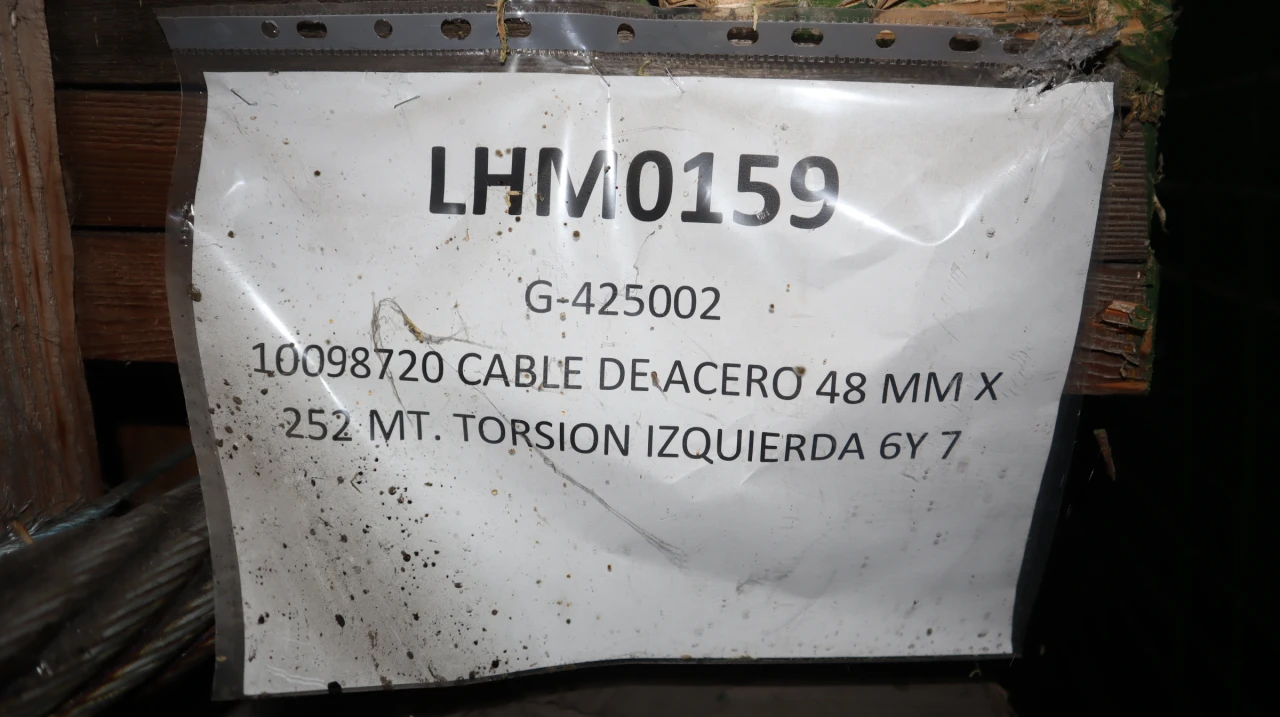 LHM0159
G-425002
10098720 CABLE DE ACERO 48 MM X
252 MT. TORSION IZQUIERDA 6Y 7